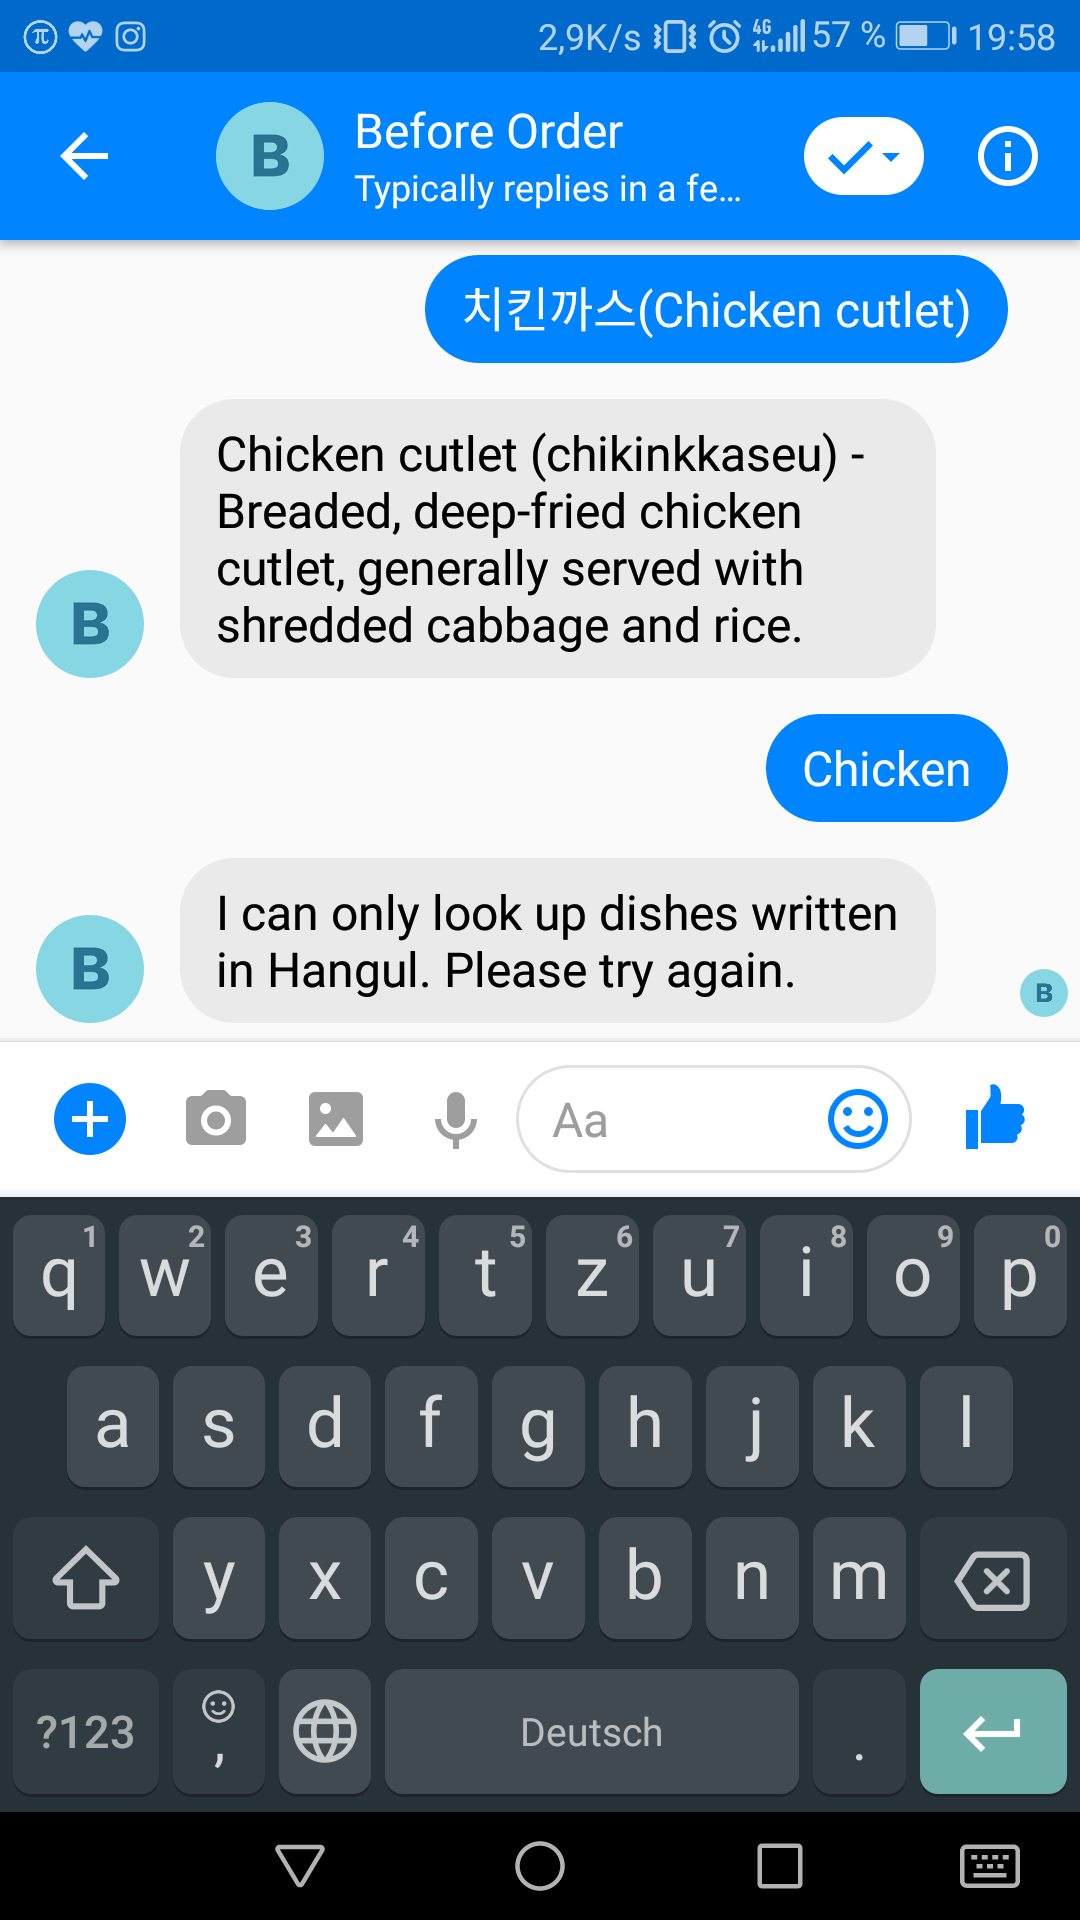 2,9K/s 4G 57 % 19:58
B
Before Order
Typically replies in a fe...
치킨까스(Chicken cutlet)
Chicken cutlet (chikinkkaseu) -
Breaded, deep-fried chicken
cutlet, generally served with
shredded cabbage and rice.
B
Chicken
I can only look up dishes written
in Hangul. Please try again.
B
B
Aa
1 2 3 4 5 6 7 8 9 0
q w e r t z u i o p
a s d f g h j k l
y x c v b n m
?123 , Deutsch .